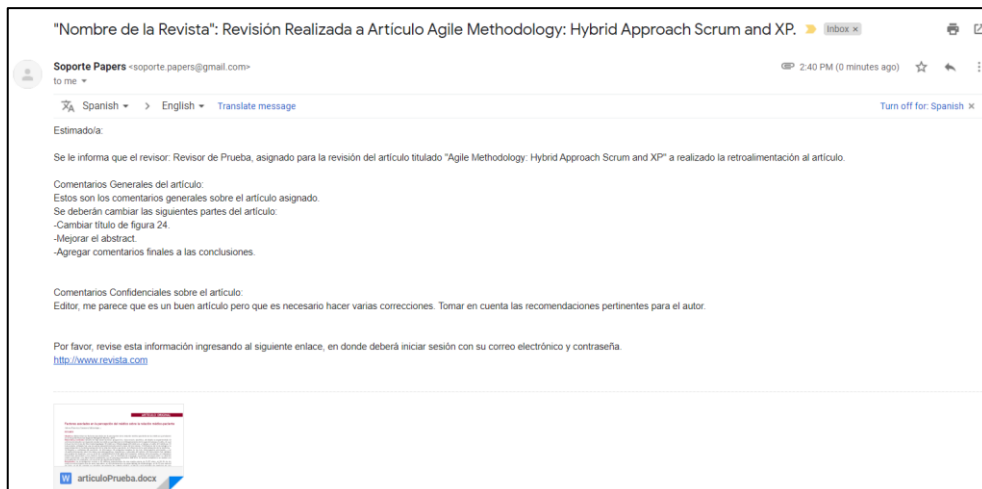 "Nombre de la Revista": Revisión Realizada a Artículo Agile Methodology: Hybrid Approach Scrum and XP. Inbox ×
Soporte Papers <soporte.papers@gmail.com> 2:40 PM (0 minutes ago)
to me
Spanish > English Translate message Turn off for: Spanish ×
Estimado/a:
Se le informa que el revisor: Revisor de Prueba, asignado para la revisión del artículo titulado "Agile Methodology: Hybrid Approach Scrum and XP" a realizado la retroalimentación al artículo.
Comentarios Generales del artículo:
Estos son los comentarios generales sobre el artículo asignado.
Se deberán cambiar las siguientes partes del artículo:
-Cambiar título de figura 24.
-Mejorar el abstract.
-Agregar comentarios finales a las conclusiones.
Comentarios Confidenciales sobre el artículo:
Editor, me parece que es un buen artículo pero que es necesario hacer varias correcciones. Tomar en cuenta las recomendaciones pertinentes para el autor.
Por favor, revise esta información ingresando al siguiente enlace, en donde deberá iniciar sesión con su correo electrónico y contraseña.
http://www.revista.com
W articuloPrueba.docx